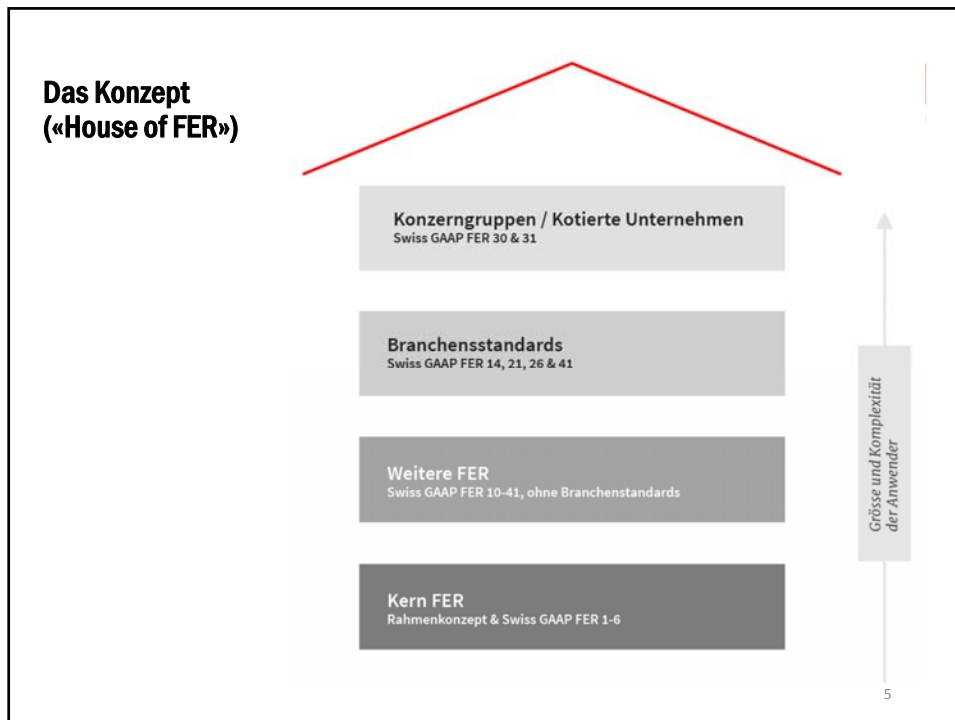 Das Konzept
(«House of FER»)
Konzerngruppen / Kotierte Unternehmen
Swiss GAAP FER 30 & 31
Branchensstandards
Swiss GAAP FER 14, 21, 26 & 41
Weitere FER
Swiss GAAP FER 10-41, ohne Branchenstandards
Kern FER
Rahmenkonzept & Swiss GAAP FER 1-6
Grösse und Komplexität
der Anwender
5